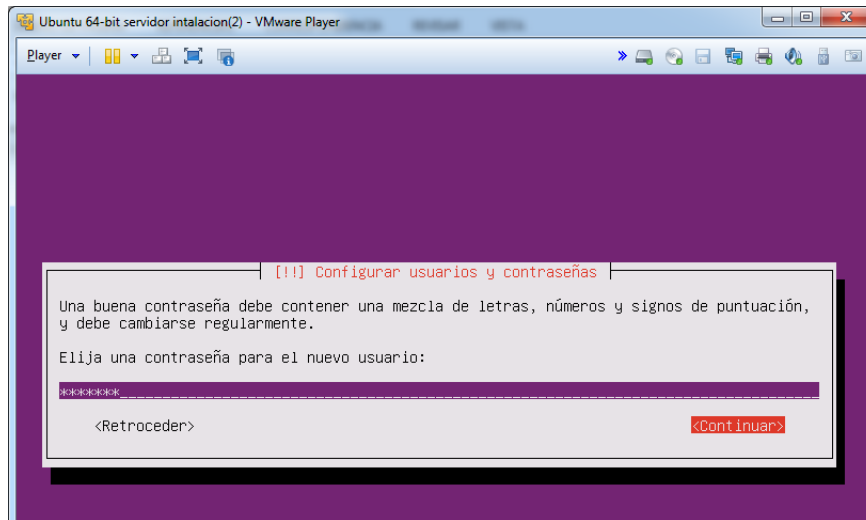 Ubuntu 64-bit servidor intalacion(2) - VMware Player
Player
[!!] Configurar usuarios y contraseñas
Una buena contraseña debe contener una mezcla de letras, números y signos de puntuación,
y debe cambiarse regularmente.
Elija una contraseña para el nuevo usuario:
*******
<Retroceder> <Continuar>